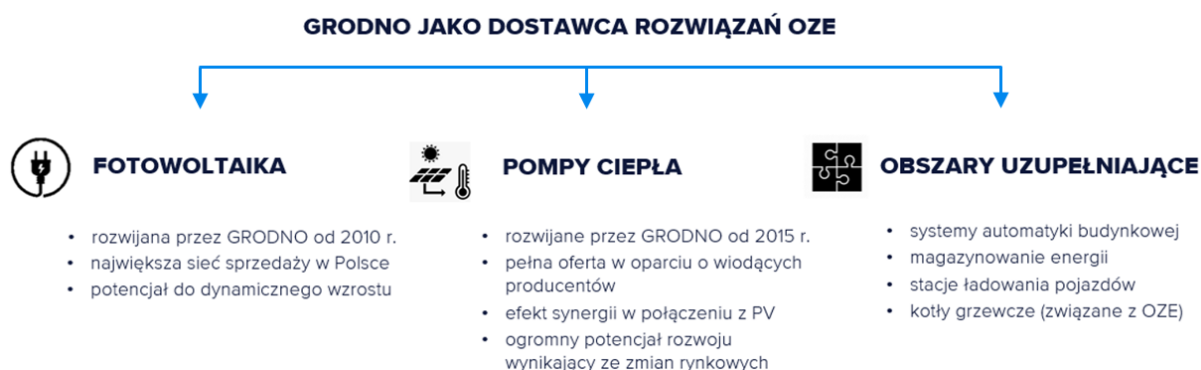 GRODNO JAKO DOSTAWCA ROZWIĄZAŃ OZE
FOTOWOLTAIKA
• rozwijana przez GRODNO od 2010 r.
• największa sieć sprzedaży w Polsce
• potencjał do dynamicznego wzrostu
POMPY CIEPŁA
• rozwijane przez GRODNO od 2015 r.
• pełna oferta w oparciu o wiodących
producentów
• efekt synergii w połączeniu z PV
• ogromny potencjał rozwoju
wynikający ze zmian rynkowych
OBSZARY UZUPEŁNIAJĄCE
• systemy automatyki budynkowej
• magazynowanie energii
• stacje ładowania pojazdów
• kotły grzewcze (związane z OZE)